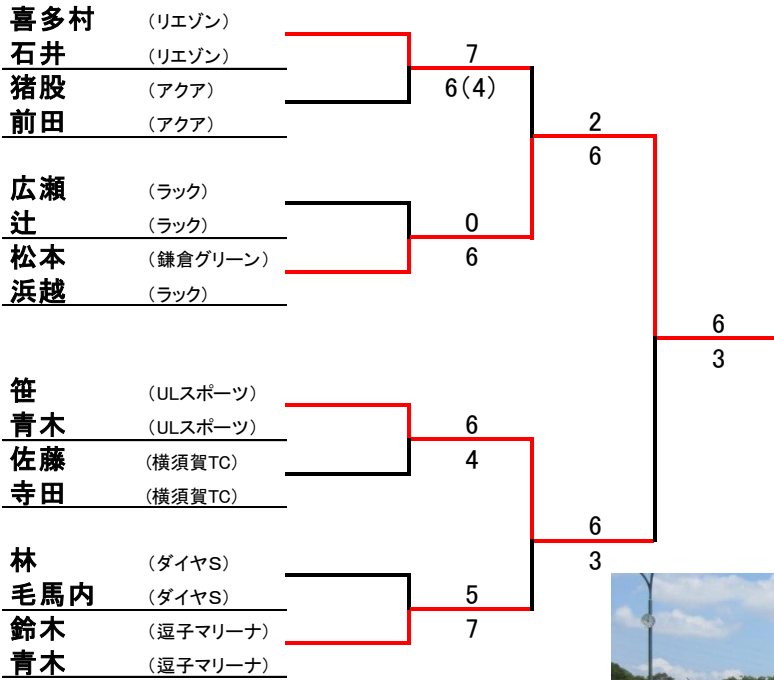 喜多村 （リエゾン）
石井 （リエゾン）
猪股 （アクア）
前田 （アクア）
7
6(4)
広瀬 （ラック）
辻 （ラック）
松本 （鎌倉グリーン）
浜越 （ラック）
0
6
2
6
笹 （ULスポーツ）
青木 （ULスポーツ）
佐藤 （横須賀TC）
寺田 （横須賀TC）
6
4
林 （ダイヤS）
毛馬内 （ダイヤS）
鈴木 （逗子マリーナ）
青木 （逗子マリーナ）
5
7
6
3
6
3